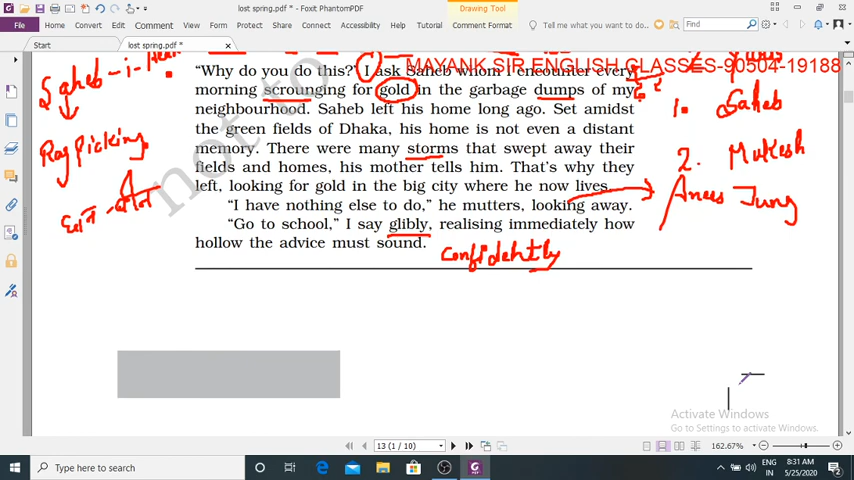 lost spring.pdf * - Foxit PhantomPDF
Drawing Tool
File Home Convert Edit Comment View Form Protect Share Connect Accessibility Help Tutorial Comment Format Tell me what you want to do... Find
Start lost spring.pdf *
MAYANK SIR ENGLISH CLASSES-90504-19188
“Why do you do this?” I ask Saheb whom I encounter every
morning scrounging for gold in the garbage dumps of my
neighbourhood. Saheb left his home long ago. Set amidst
the green fields of Dhaka, his home is not even a distant
memory. There were many storms that swept away their
fields and homes, his mother tells him. That’s why they
left, looking for gold in the big city where he now lives.
“I have nothing else to do,” he mutters, looking away.
“Go to school,” I say glibly, realising immediately how
hollow the advice must sound.
not to
Saheb-i-
Rag Picking
1. Saheb
2. Mukesh
Anees Jung
Confidehtly
Activate Windows
Go to Settings to activate Windows.
13 (1 / 10)
162.67%
Type here to search
ENG
IN
8:31 AM
5/25/2020
2